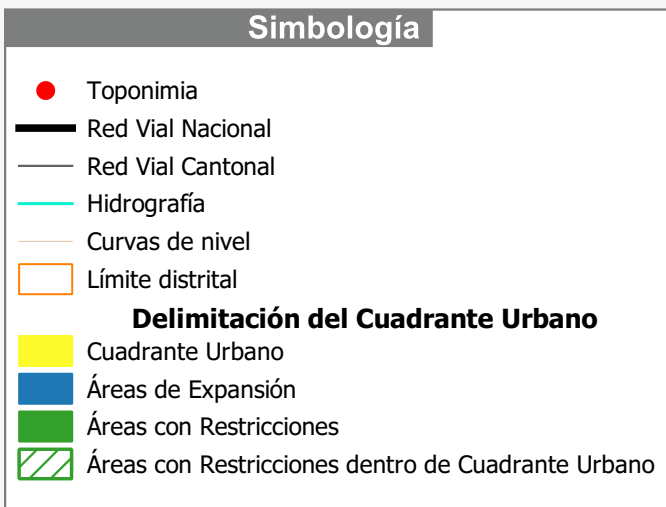 Simbología
Toponimia
Red Vial Nacional
Red Vial Cantonal
Hidrografía
Curvas de nivel
Límite distrital
Delimitación del Cuadrante Urbano
Cuadrante Urbano
Áreas de Expansión
Áreas con Restricciones
Áreas con Restricciones dentro de Cuadrante Urbano